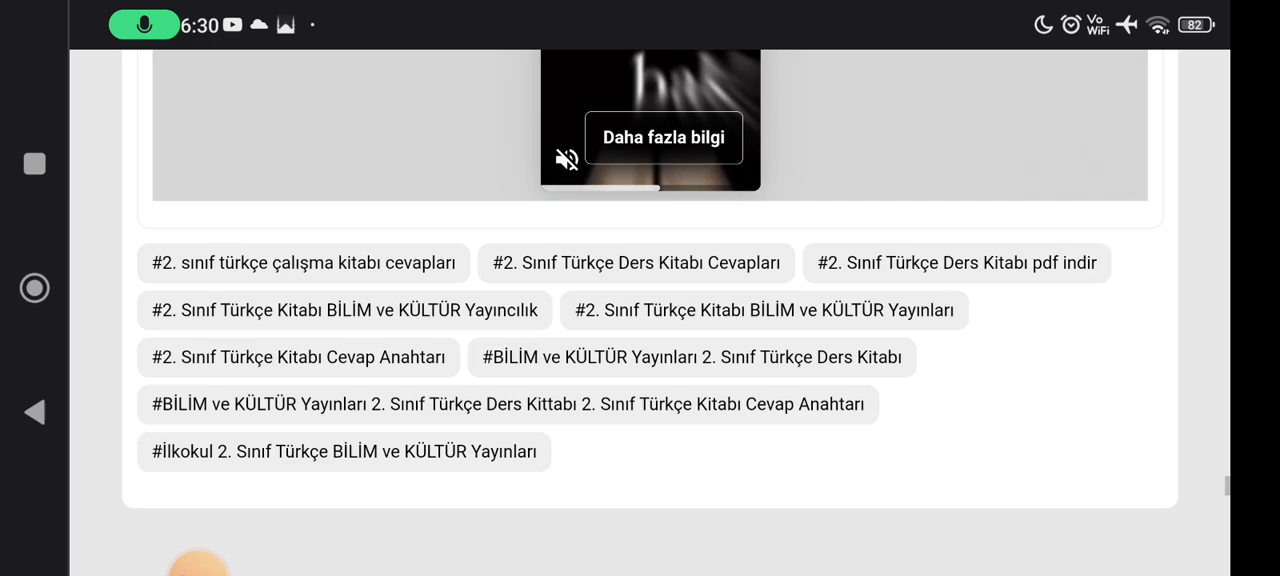 6:30
Vo
WiFi
82
Daha fazla bilgi
#2. sınıf türkçe çalışma kitabı cevapları #2. Sınıf Türkçe Ders Kitabı Cevapları #2. Sınıf Türkçe Ders Kitabı pdf indir
#2. Sınıf Türkçe Kitabı BİLİM ve KÜLTÜR Yayıncılık #2. Sınıf Türkçe Kitabı BİLİM ve KÜLTÜR Yayınları
#2. Sınıf Türkçe Kitabı Cevap Anahtarı #BİLİM ve KÜLTÜR Yayınları 2. Sınıf Türkçe Ders Kitabı
#BİLİM ve KÜLTÜR Yayınları 2. Sınıf Türkçe Ders Kittabı 2. Sınıf Türkçe Kitabı Cevap Anahtarı
#İlkokul 2. Sınıf Türkçe BİLİM ve KÜLTÜR Yayınları